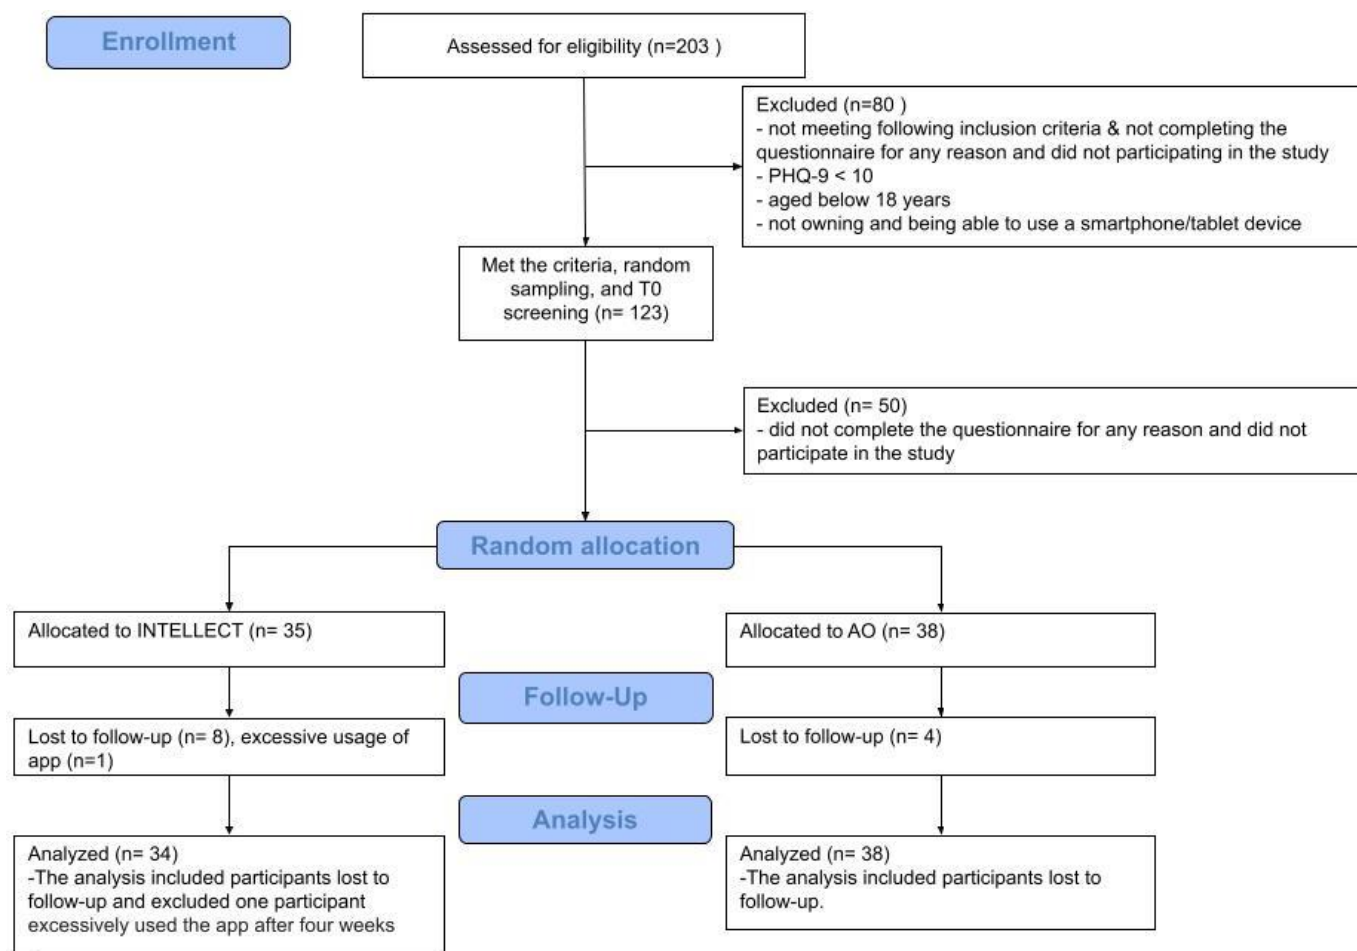 Enrollment
Assessed for eligibility (n=203 )
Excluded (n=80 )
- not meeting following inclusion criteria & not completing the
questionnaire for any reason and did not participating in the study
- PHQ-9 < 10
- aged below 18 years
- not owning and being able to use a smartphone/tablet device
Met the criteria, random
sampling, and T0
screening (n= 123)
Excluded (n= 50)
- did not complete the questionnaire for any reason and did not
participate in the study
Random allocation
Allocated to INTELLECT (n= 35)
Allocated to AO (n= 38)
Follow-Up
Lost to follow-up (n= 8), excessive usage of
app (n=1)
Lost to follow-up (n= 4)
Analysis
Analyzed (n= 34)
-The analysis included participants lost to
follow-up and excluded one participant
excessively used the app after four weeks
Analyzed (n= 38)
-The analysis included participants lost to
follow-up.